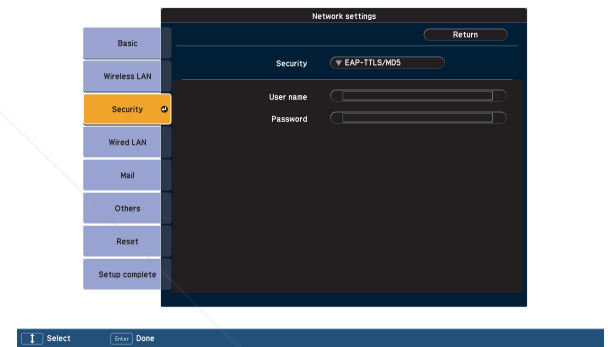 Network settings
Return
Basic
Security ▼ EAP-TTLS/MD5
Wireless LAN
User name
Security
Password
Wired LAN
Mail
Others
Reset
Setup complete
Select Enter Done